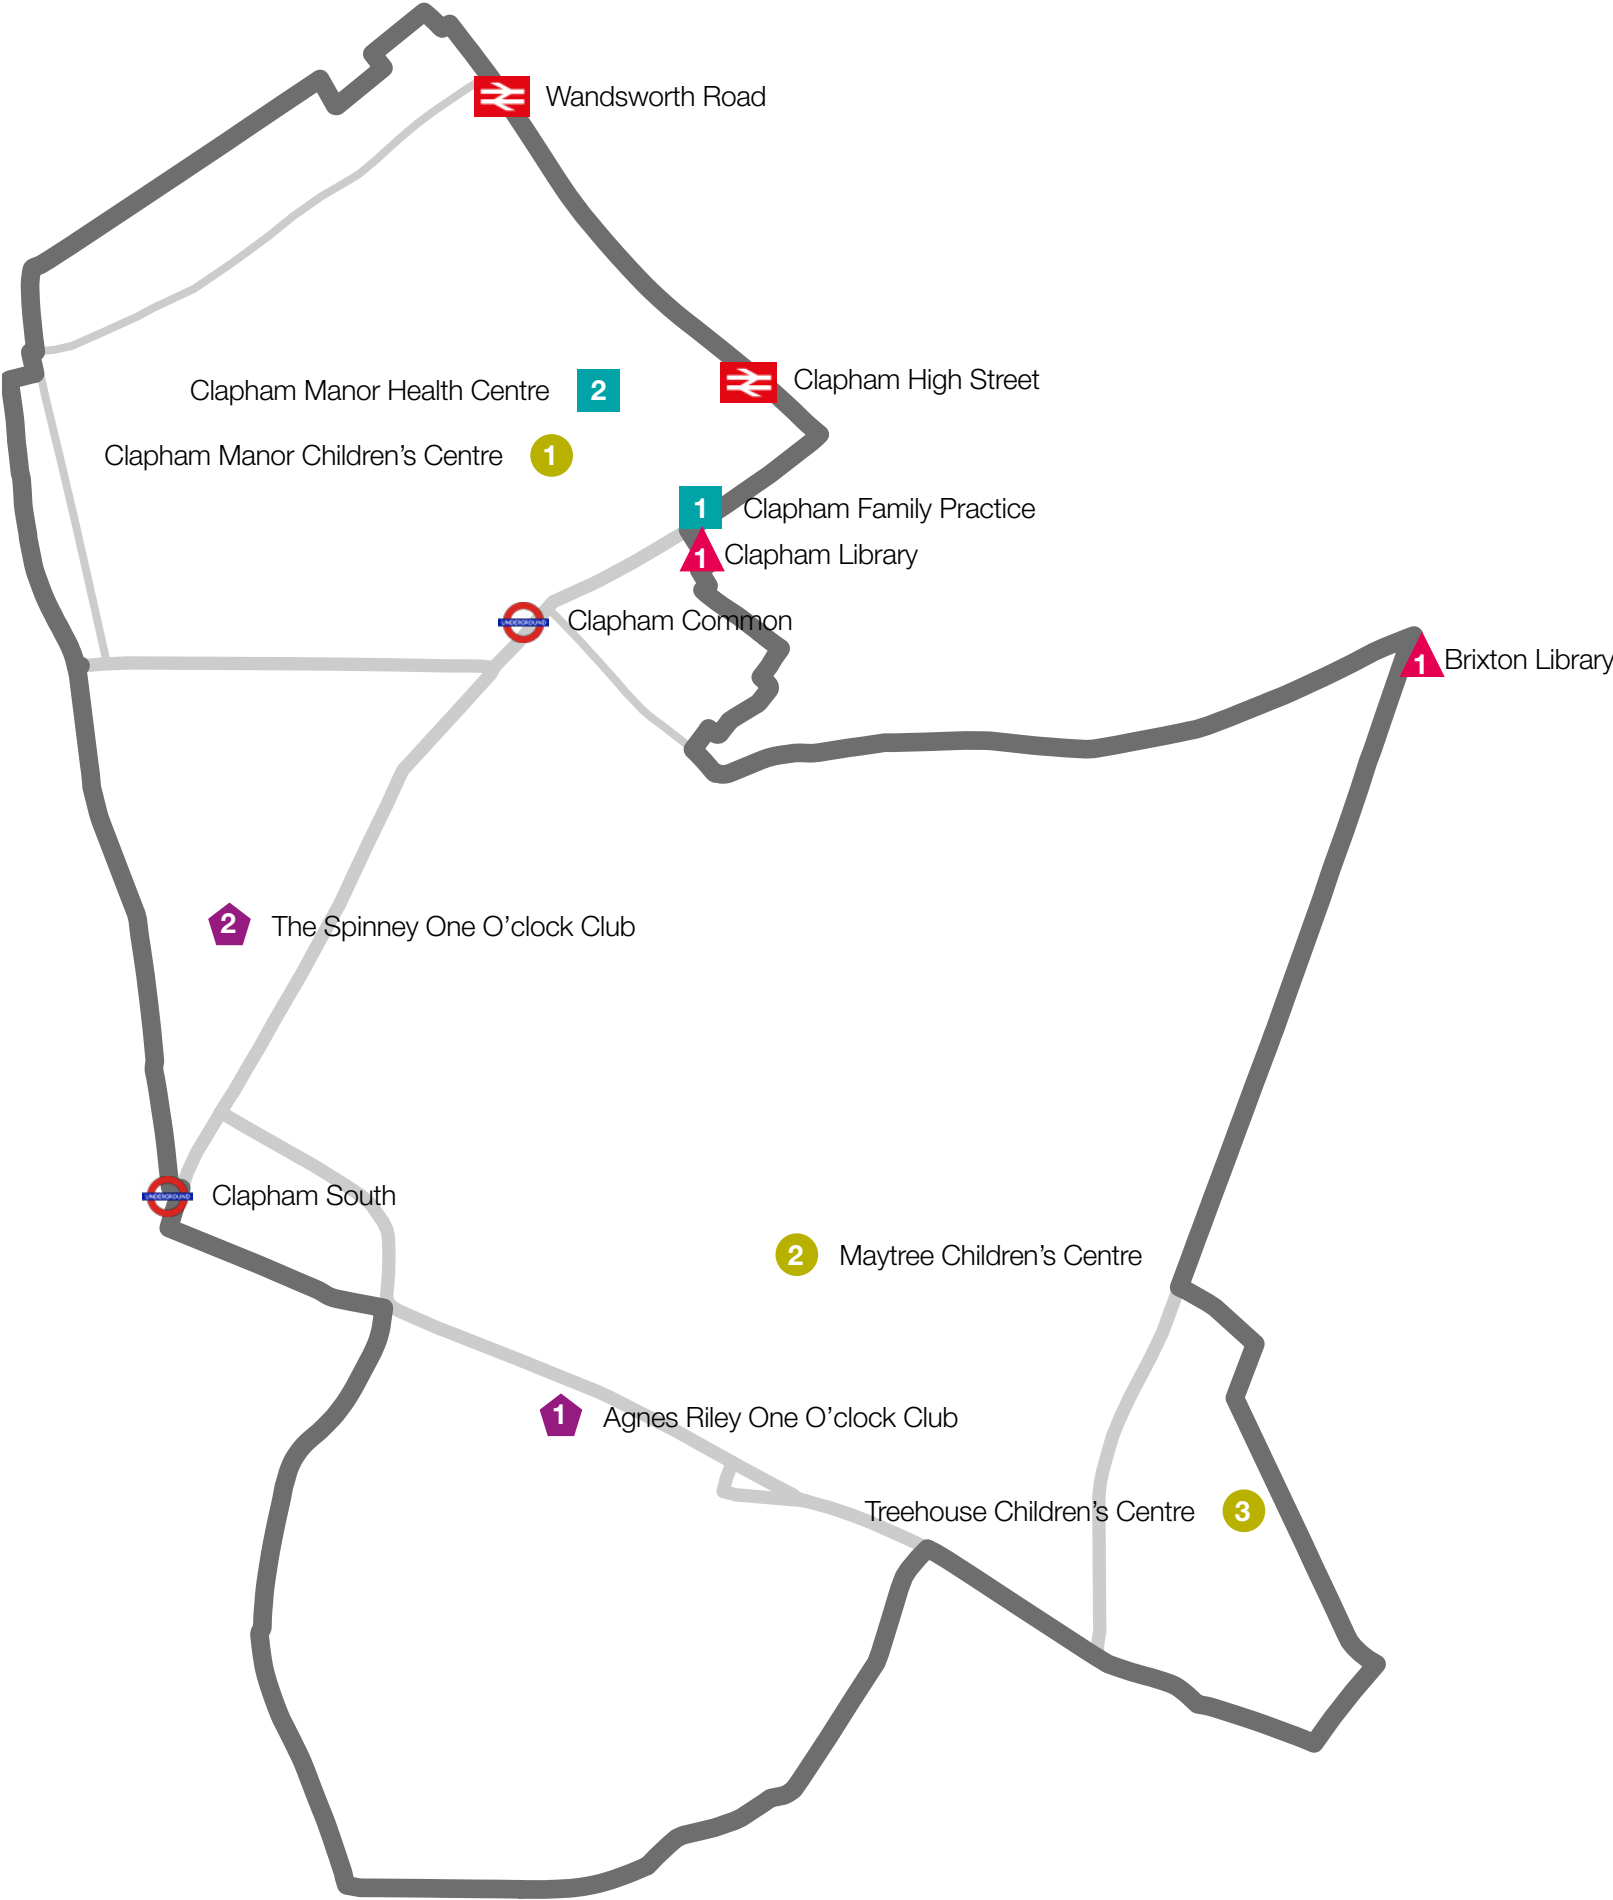 Wandsworth Road
Clapham High Street
Clapham Manor Health Centre 2
Clapham Manor Children’s Centre 1
1 Clapham Family Practice
1 Clapham Library
UNDERGROUND Clapham Common
1 Brixton Library
2 The Spinney One O’clock Club
UNDERGROUND Clapham South
2 Maytree Children’s Centre
1 Agnes Riley One O’clock Club
Treehouse Children’s Centre 3